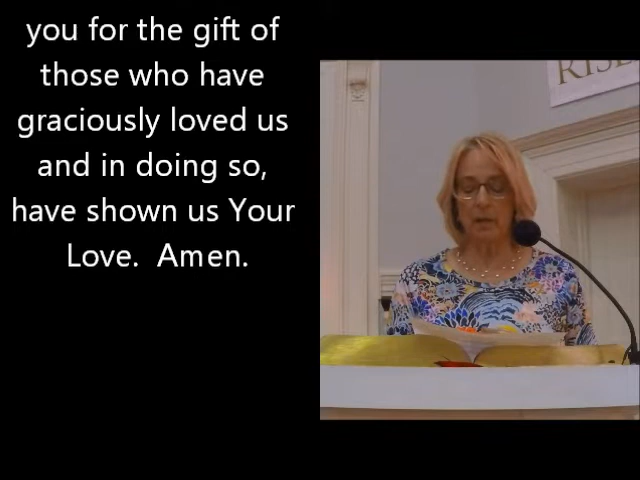 you for the gift of
those who have
graciously loved us
and in doing so,
have shown us Your
Love.  Amen.